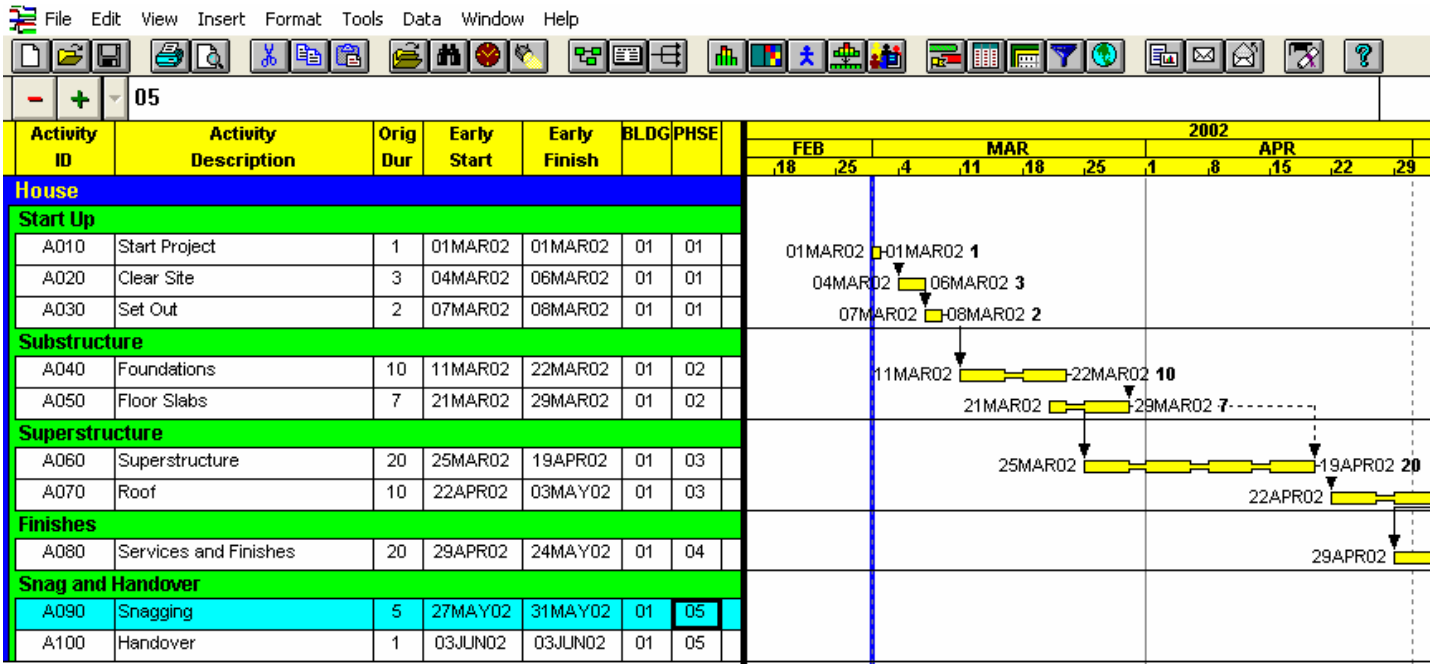 File Edit View Insert Format Tools Data Window Help
05
Activity ID Activity Description Orig Dur Early Start Early Finish BLDG PHSE
2002
FEB MAR APR
18 25 4 11 18 25 1 8 15 22 29
House
Start Up
A010 Start Project 1 01MAR02 01MAR02 01 01 01MAR02 01MAR02 1
A020 Clear Site 3 04MAR02 06MAR02 01 01 04MAR02 06MAR02 3
A030 Set Out 2 07MAR02 08MAR02 01 01 07MAR02 08MAR02 2
Substructure
A040 Foundations 10 11MAR02 22MAR02 01 02 11MAR02 22MAR02 10
A050 Floor Slabs 7 21MAR02 29MAR02 01 02 21MAR02 29MAR02 7
Superstructure
A060 Superstructure 20 25MAR02 19APR02 01 03 25MAR02 19APR02 20
A070 Roof 10 22APR02 03MAY02 01 03 22APR02
Finishes
A080 Services and Finishes 20 29APR02 24MAY02 01 04 29APR02
Snag and Handover
A090 Snagging 5 27MAY02 31MAY02 01 05
A100 Handover 1 03JUN02 03JUN02 01 05